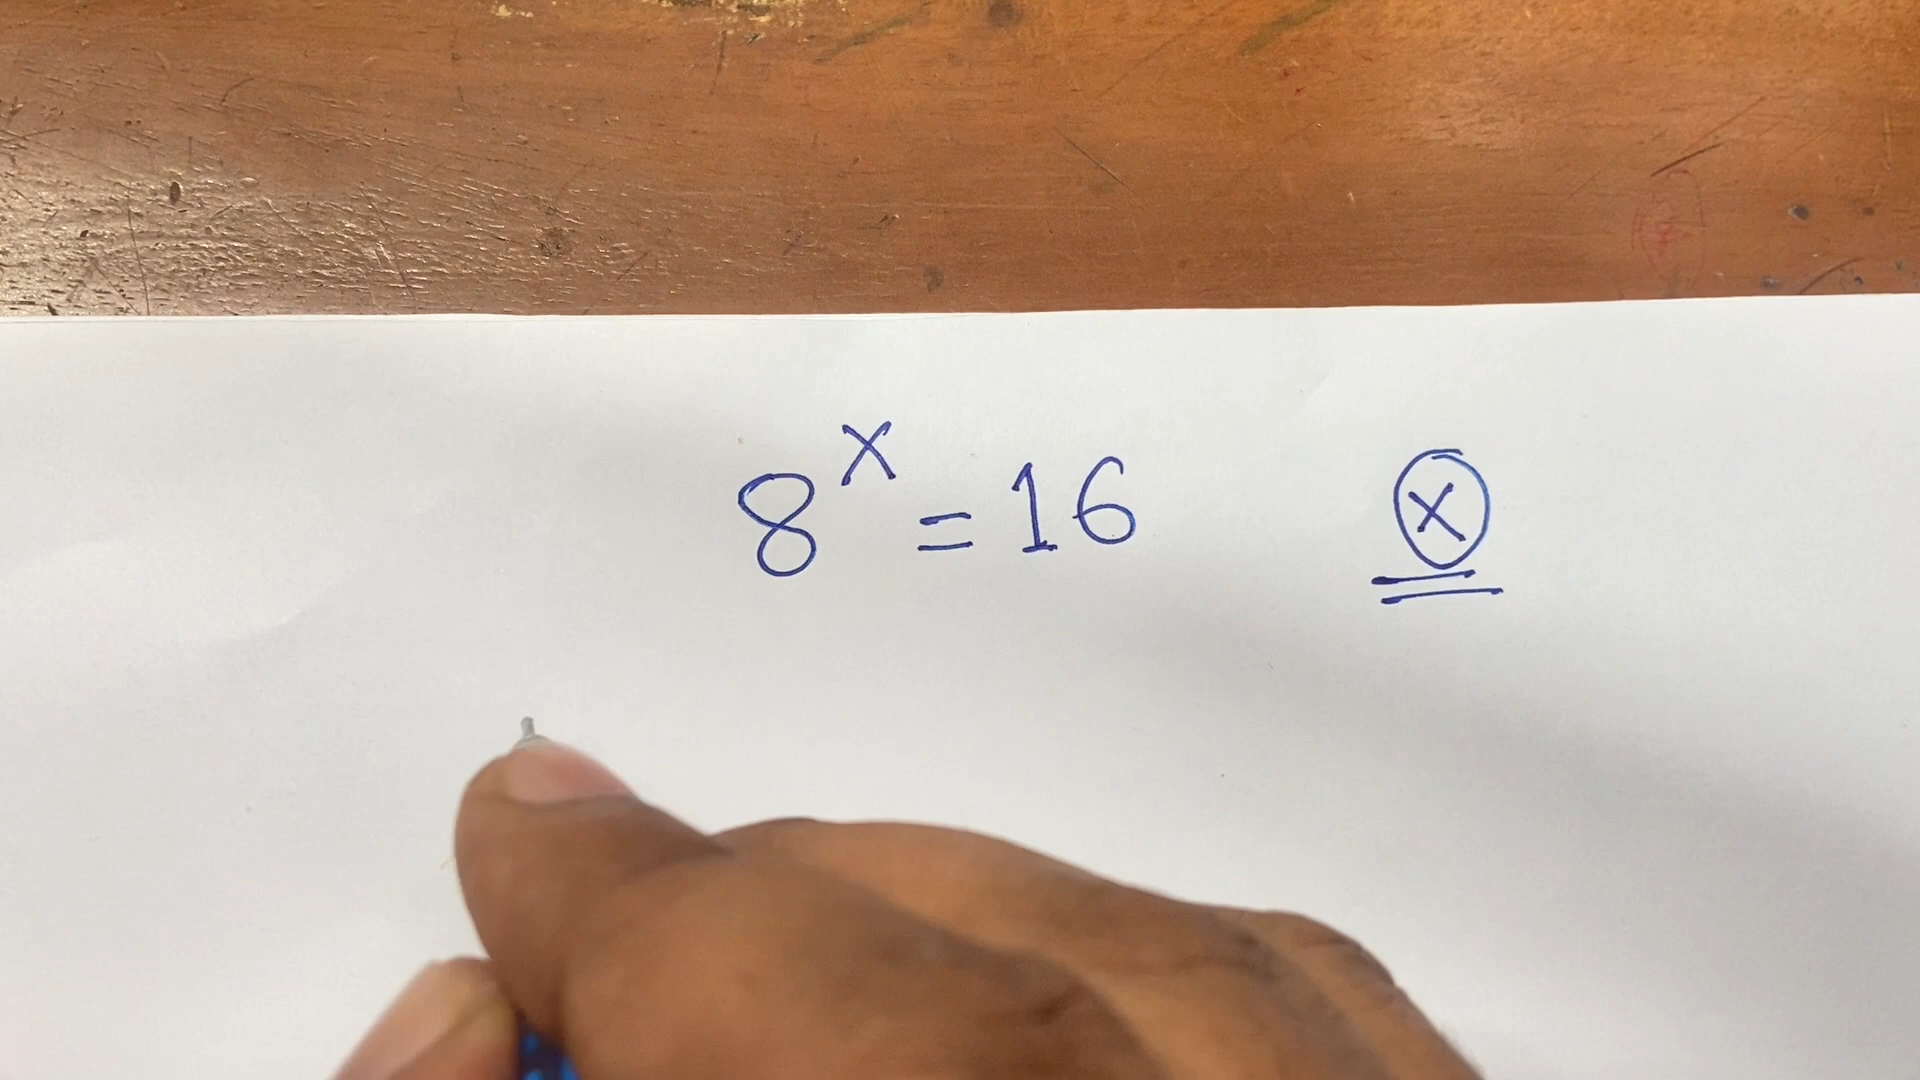 8^x = 16 x